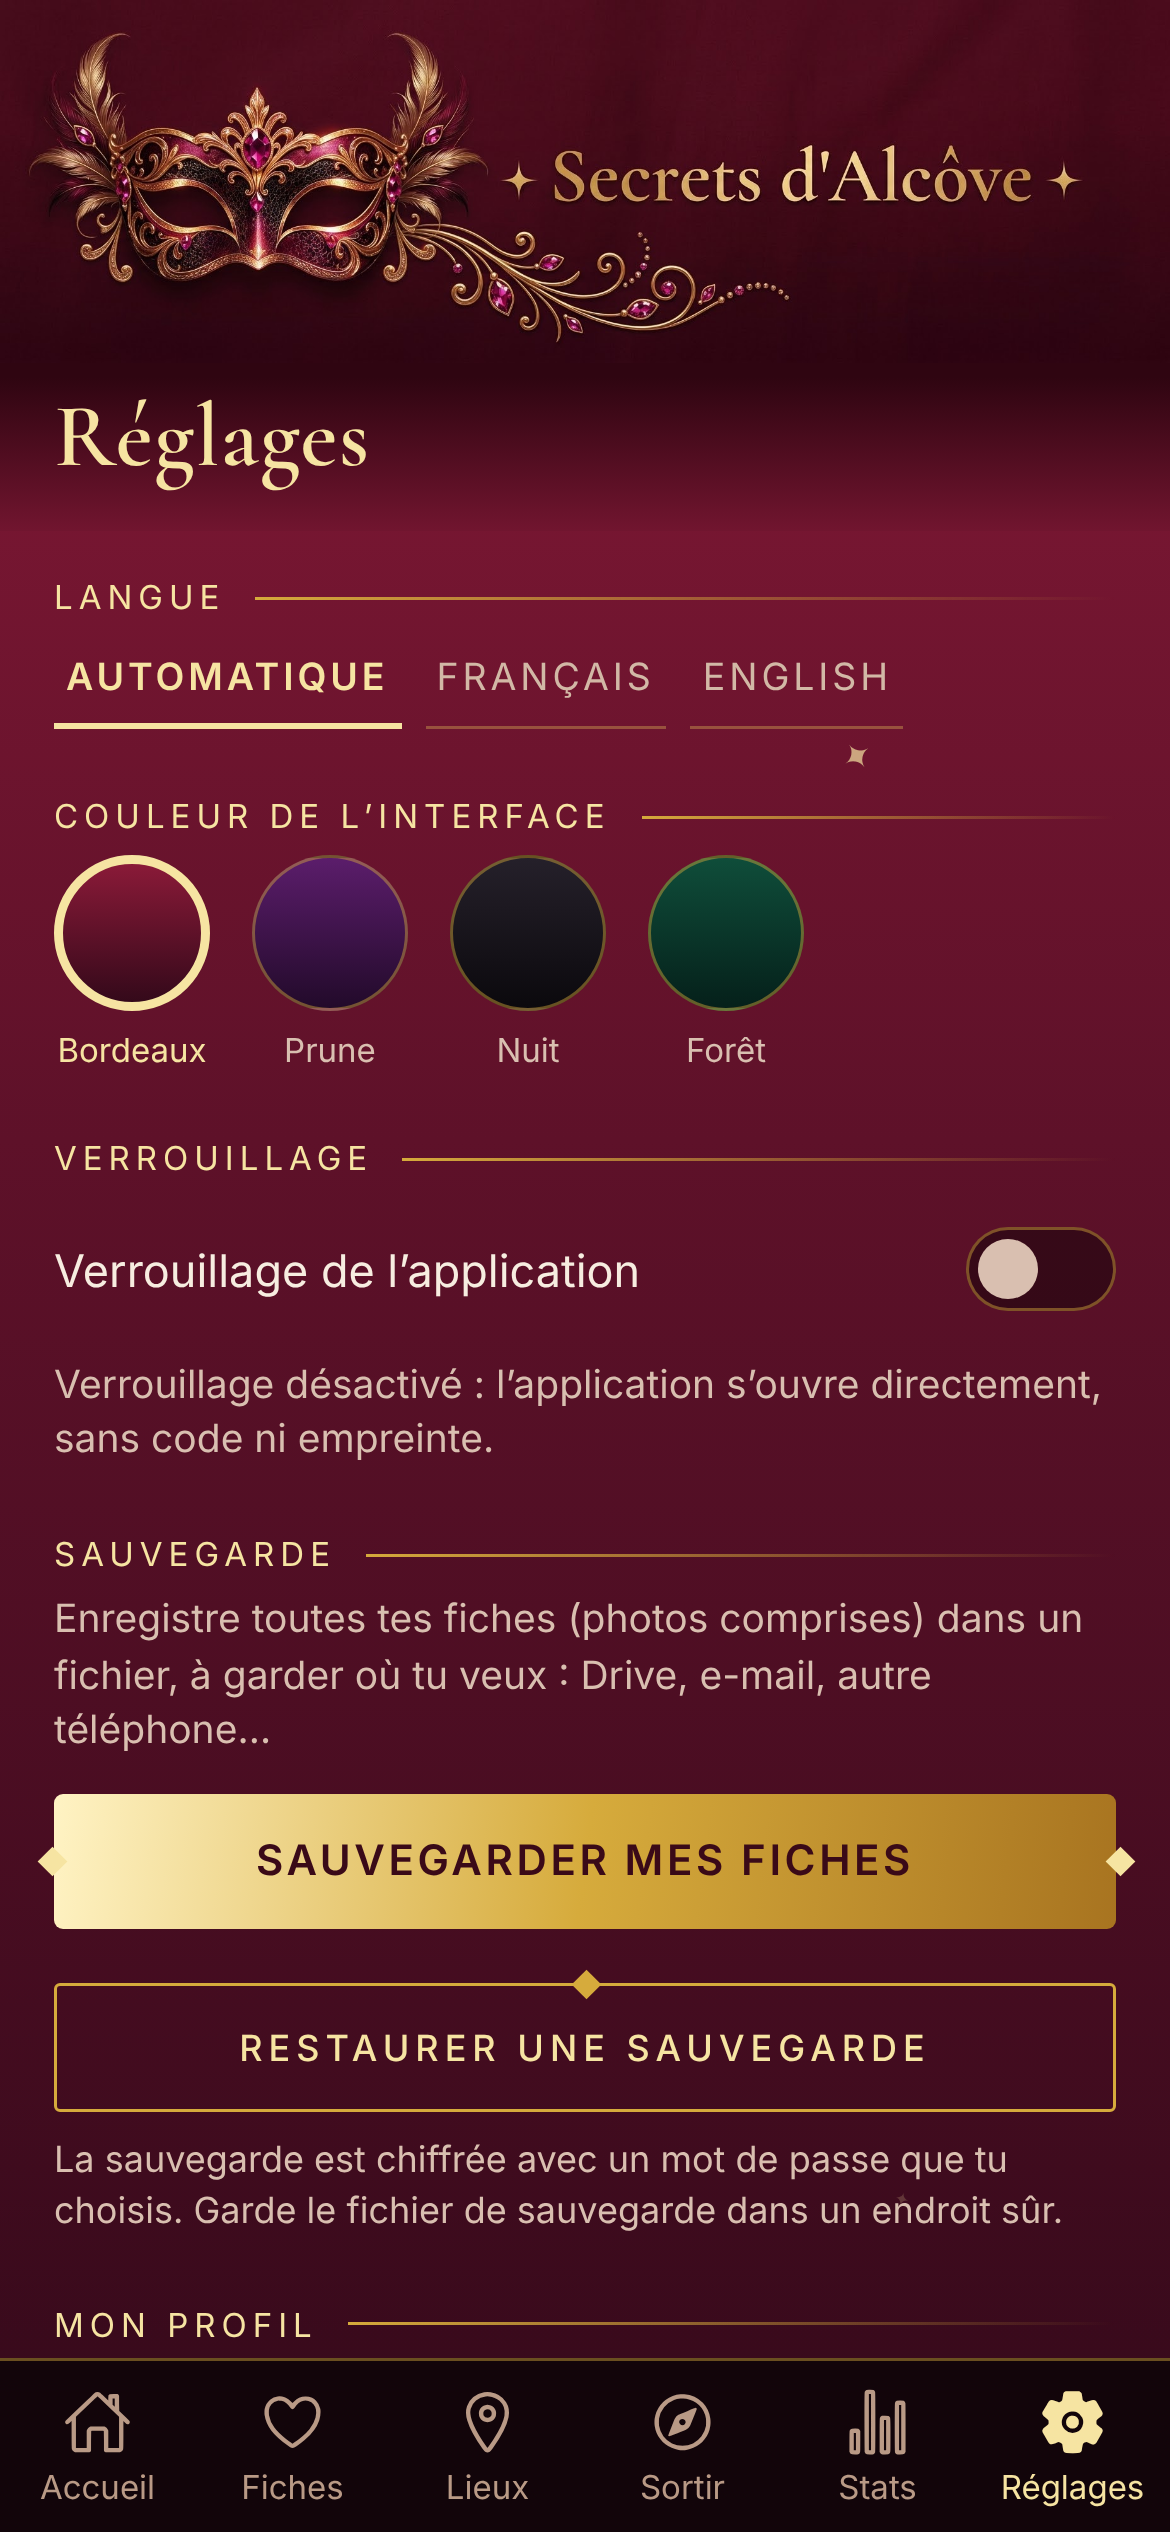 Secrets d'Alcôve
Réglages
LANGUE
AUTOMATIQUE FRANÇAIS ENGLISH
COULEUR DE L’INTERFACE
Bordeaux Prune Nuit Forêt
VERROUILLAGE
Verrouillage de l’application
Verrouillage désactivé : l’application s’ouvre directement,
sans code ni empreinte.
SAUVEGARDE
Enregistre toutes tes fiches (photos comprises) dans un
fichier, à garder où tu veux : Drive, e-mail, autre
téléphone…
SAUVEGARDER MES FICHES
RESTAURER UNE SAUVEGARDE
La sauvegarde est chiffrée avec un mot de passe que tu
choisis. Garde le fichier de sauvegarde dans un endroit sûr.
MON PROFIL
Accueil Fiches Lieux Sortir Stats Réglages